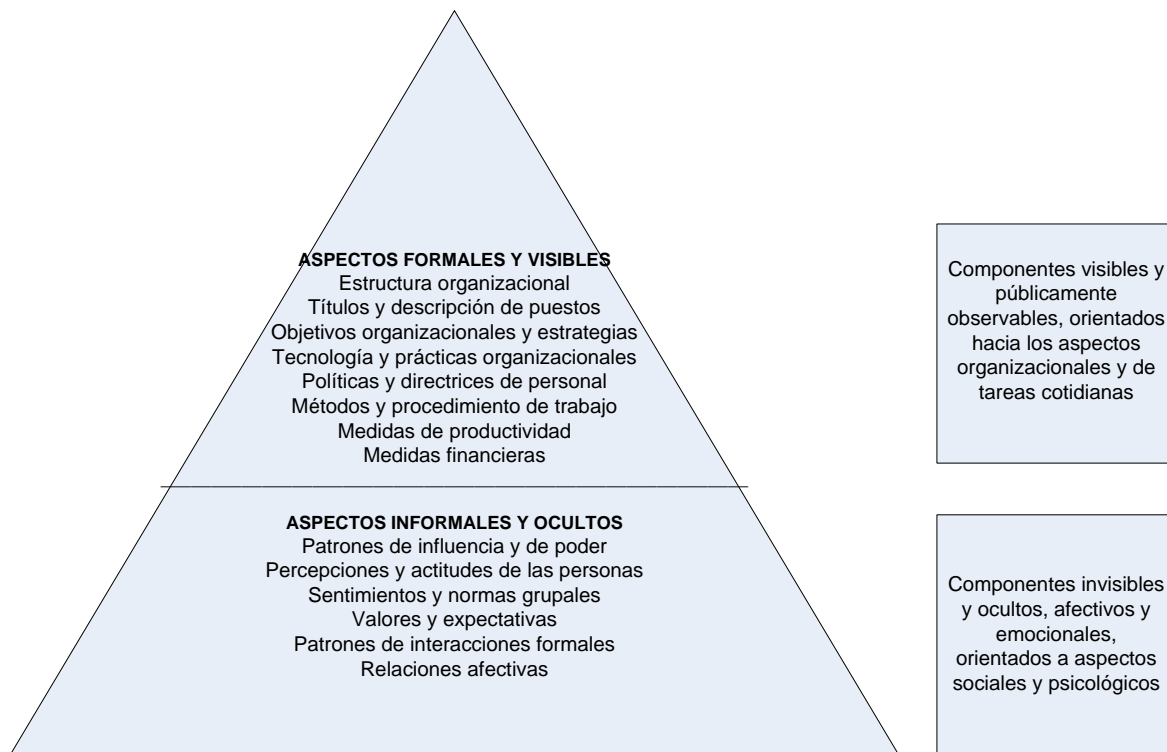 ASPECTOS FORMALES Y VISIBLES
Estructura organizacional
Títulos y descripción de puestos
Objetivos organizacionales y estrategias
Tecnología y prácticas organizacionales
Políticas y directrices de personal
Métodos y procedimiento de trabajo
Medidas de productividad
Medidas financieras
Componentes visibles y
públicamente
observables, orientados
hacia los aspectos
organizacionales y de
tareas cotidianas
ASPECTOS INFORMALES Y OCULTOS
Patrones de influencia y de poder
Percepciones y actitudes de las personas
Sentimientos y normas grupales
Valores y expectativas
Patrones de interacciones formales
Relaciones afectivas
Componentes invisibles
y ocultos, afectivos y
emocionales,
orientados a aspectos
sociales y psicológicos